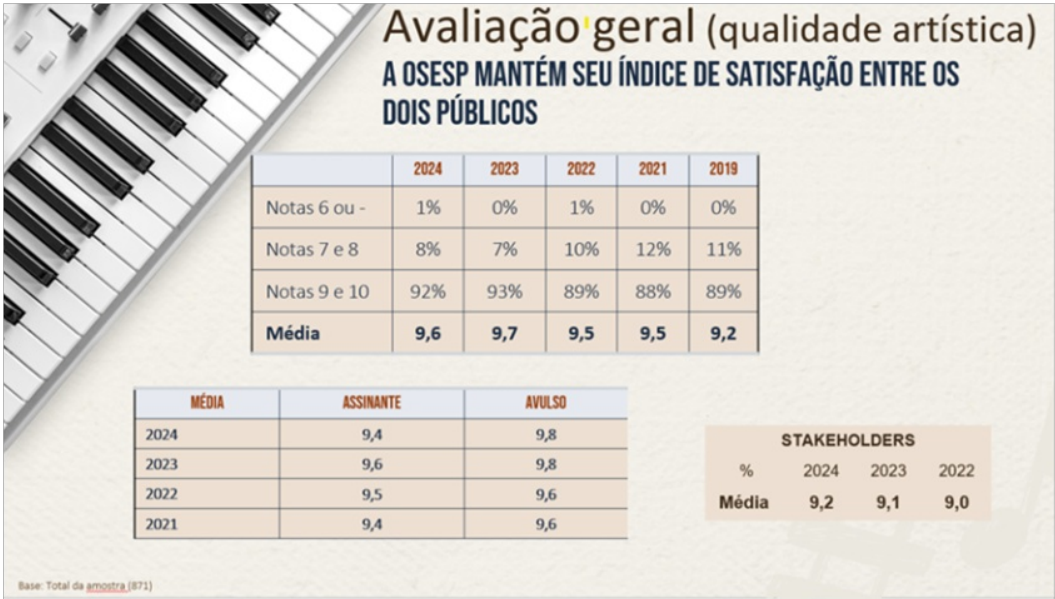 Avaliação geral (qualidade artística)
A OSESP MANTÉM SEU ÍNDICE DE SATISFAÇÃO ENTRE OS
DOIS PÚBLICOS
2024 2023 2022 2021 2019
Notas 6 ou - 1% 0% 1% 0% 0%
Notas 7 e 8 8% 7% 10% 12% 11%
Notas 9 e 10 92% 93% 89% 88% 89%
Média 9,6 9,7 9,5 9,5 9,2
MÉDIA ASSINANTE AVULSO
2024 9,4 9,8
2023 9,6 9,8
2022 9,5 9,6
2021 9,4 9,6
STAKEHOLDERS
% 2024 2023 2022
Média 9,2 9,1 9,0
Base: Total da amostra (871)